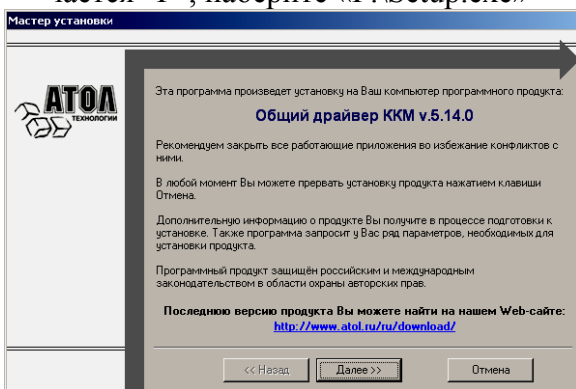 Мастер установки
АТОЛ
ТЕХНОЛОГИИ
Эта программа произведет установку на Ваш компьютер программного продукта:
Общий драйвер ККМ v.5.14.0
Рекомендуем закрыть все работающие приложения во избежание конфликтов с
ними.
В любой момент Вы можете прервать установку продукта нажатием клавиши
Отмена.
Дополнительную информацию о продукте Вы получите в процессе подготовки к
установке. Также программа запросит у Вас ряд параметров, необходимых для
установки продукта.
Программный продукт защищён российским и международным
законодательством в области охраны авторских прав.
Последнюю версию продукта Вы можете найти на нашем Web-сайте:
http://www.atol.ru/ru/download/
<< Назад Далее >> Отмена